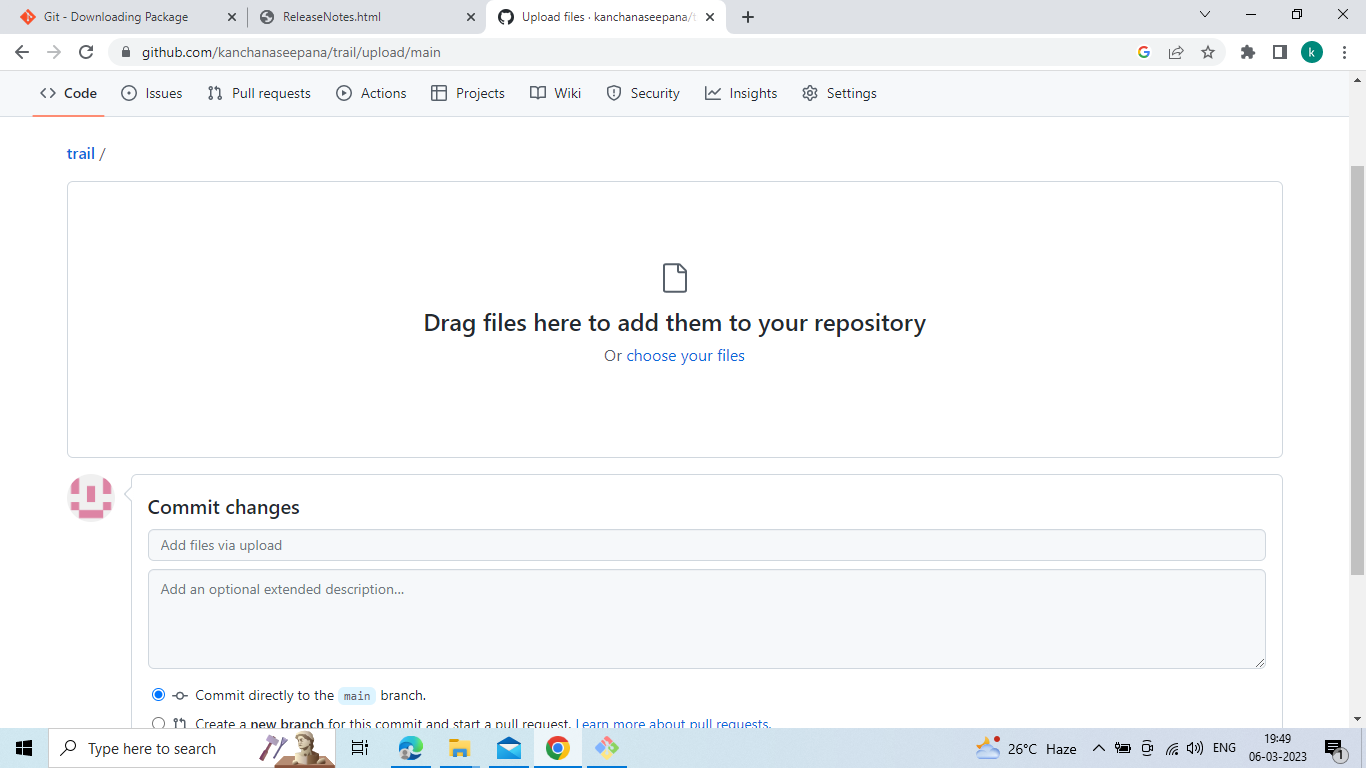 Git - Downloading Package
ReleaseNotes.html
Upload files · kanchanaseepana/t
github.com/kanchanaseepana/trail/upload/main
k
Code Issues Pull requests Actions Projects Wiki Security Insights Settings
trail /
Drag files here to add them to your repository
Or choose your files
Commit changes
Add files via upload
Add an optional extended description...
Commit directly to the main branch.
Create a new branch for this commit and start a pull request. Learn more about pull requests.
Type here to search
26°C Haze
ENG
19:49
06-03-2023
1